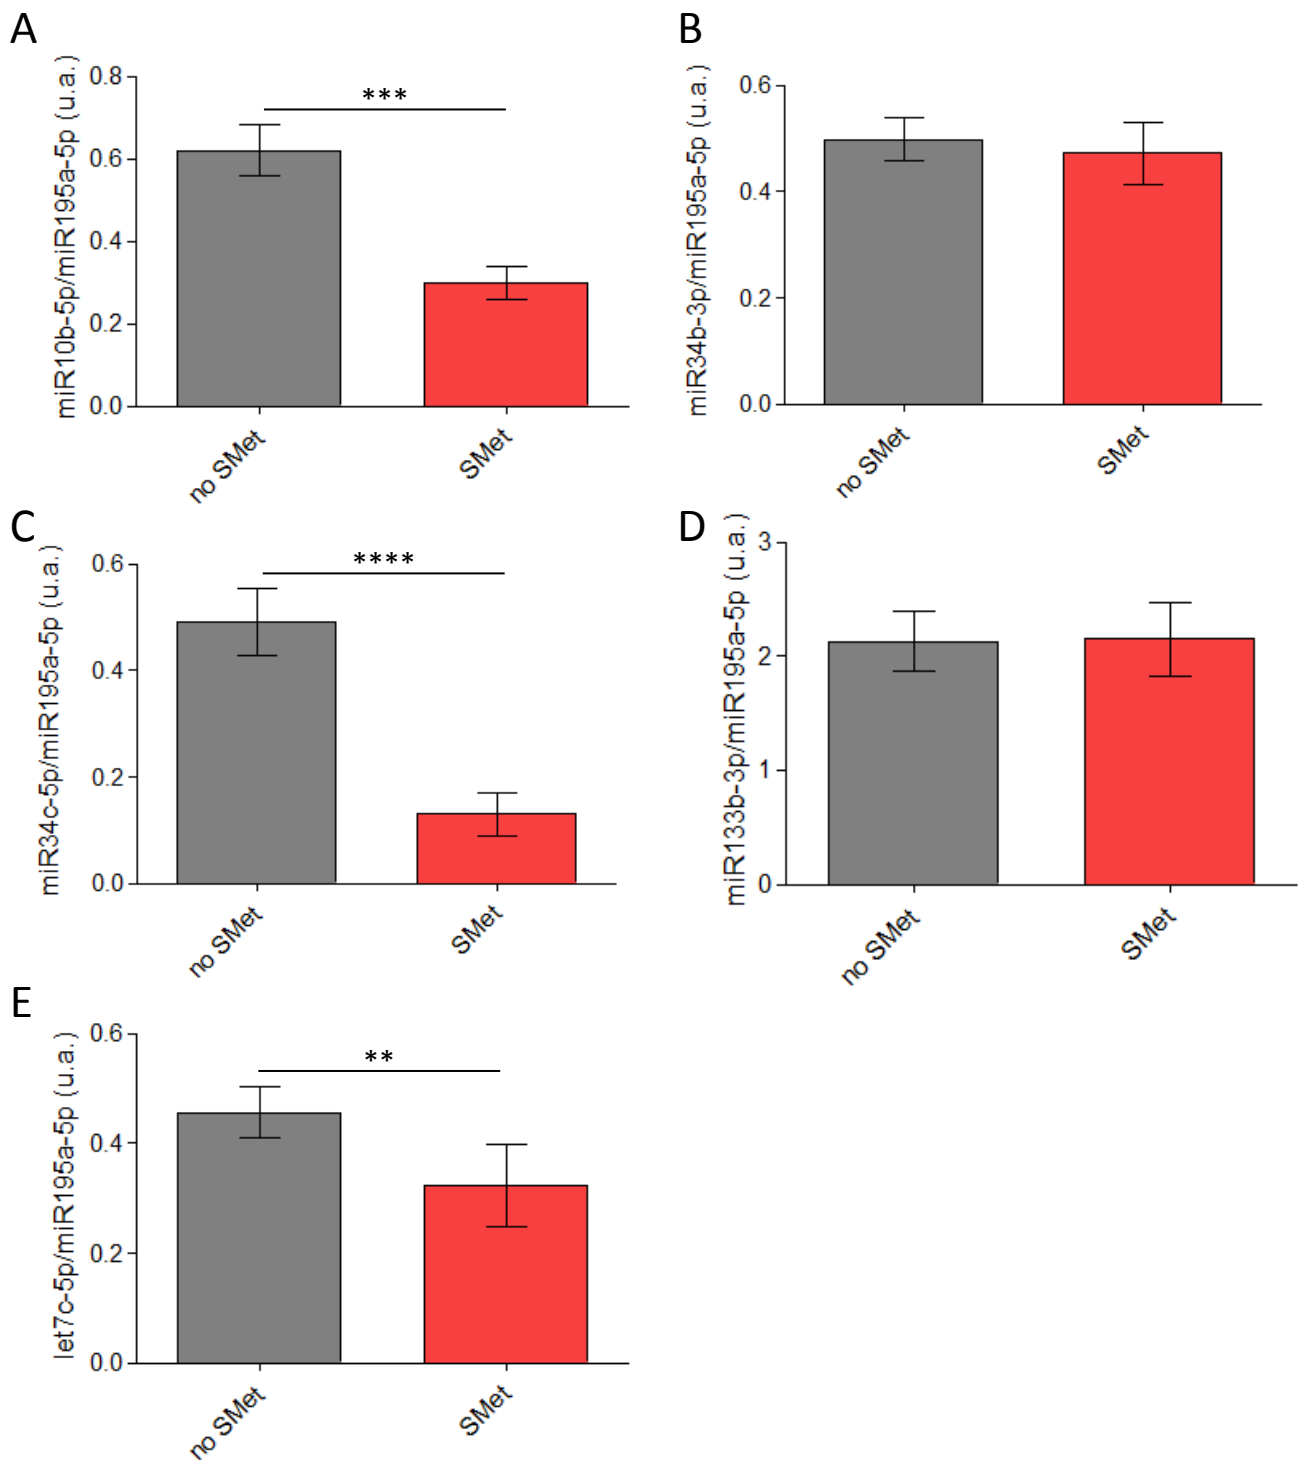 A
miR10b-5p/miR195a-5p (u.a.)
0.8
0.6
0.4
0.2
0.0
***
no SMet
SMet
B
miR34b-3p/miR195a-5p (u.a.)
0.6
0.4
0.2
0.0
no SMet
SMet
C
miR34c-5p/miR195a-5p (u.a.)
0.6
0.4
0.2
0.0
****
no SMet
SMet
D
miR133b-3p/miR195a-5p (u.a.)
3
2
1
0
no SMet
SMet
E
let7c-5p/miR195a-5p (u.a.)
0.6
0.4
0.2
0.0
**
no SMet
SMet